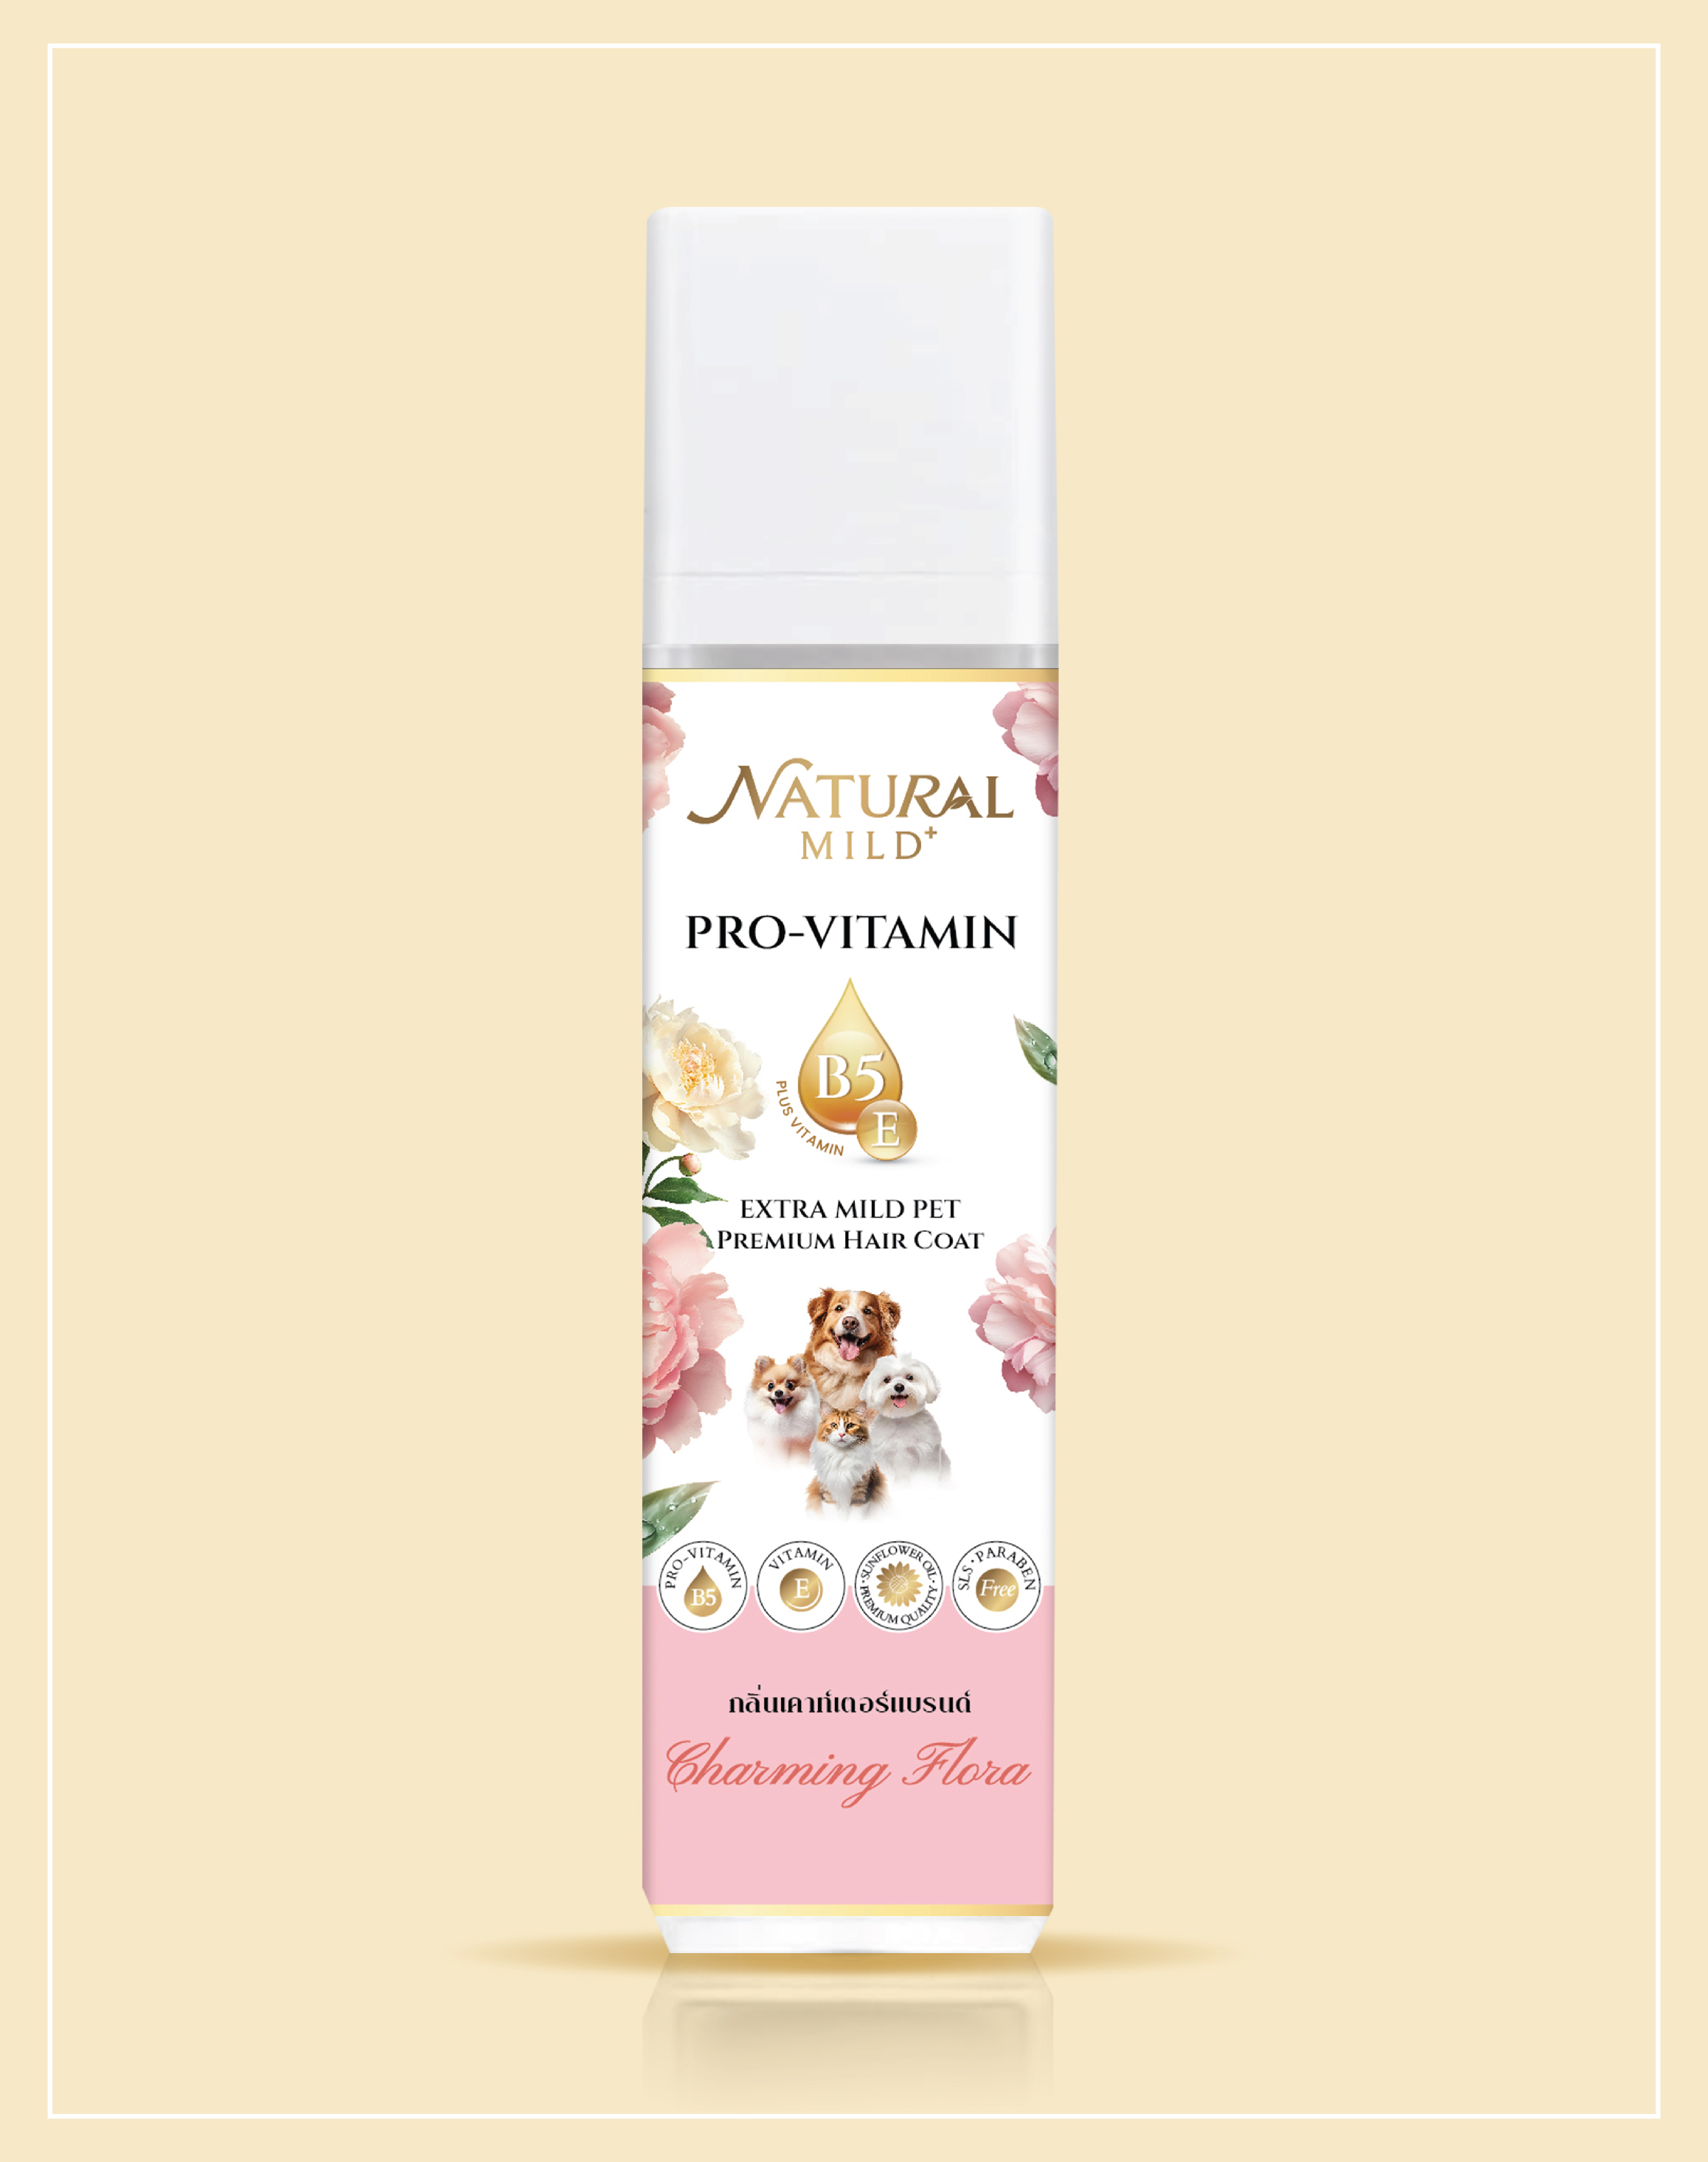 NATURAL
MILD+
PRO-VITAMIN
B5
PLUS VITAMIN
E
EXTRA MILD PET
PREMIUM HAIR COAT
PRO-VITAMIN
B5
VITAMIN
E
SUNFLOWER OIL
PREMIUM QUALITY
SLS · PARABEN
Free
กลิ่นเคาท์เตอร์แบรนด์
Charming Flora